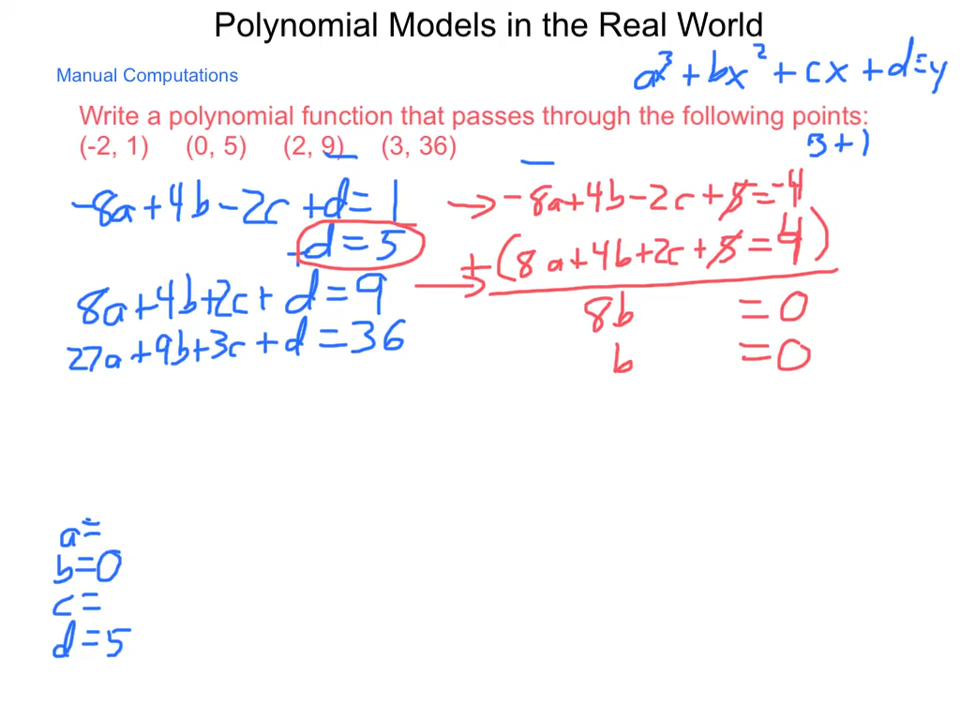 Polynomial Models in the Real World
ax³ + bx² + cx + d = y
Manual Computations
Write a polynomial function that passes through the following points:
(-2, 1) (0, 5) (2, 9) (3, 36)
3 + 1
-8a + 4b - 2c + d = 1
d = 5
8a + 4b + 2c + d = 9
27a + 9b + 3c + d = 36
→ -8a + 4b - 2c + 5 = -4
+ (8a + 4b + 2c + 5 = 4)
8b = 0
b = 0
a =
b = 0
c =
d = 5